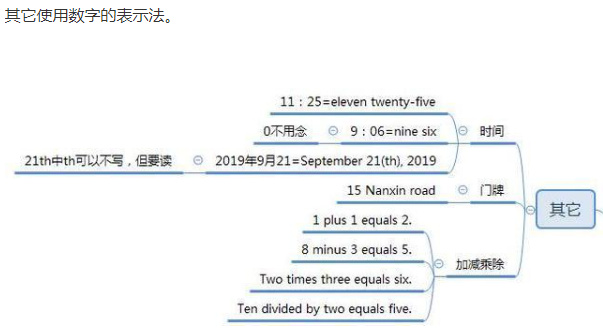 其它使用数字的表示法。
11：25=eleven twenty-five
0不用念
9：06=nine six
时间
21th中th可以不写，但要读
2019年9月21=September 21(th), 2019
15 Nanxin road
门牌
其它
1 plus 1 equals 2.
8 minus 3 equals 5.
加减乘除
Two times three equals six.
Ten divided by two equals five.